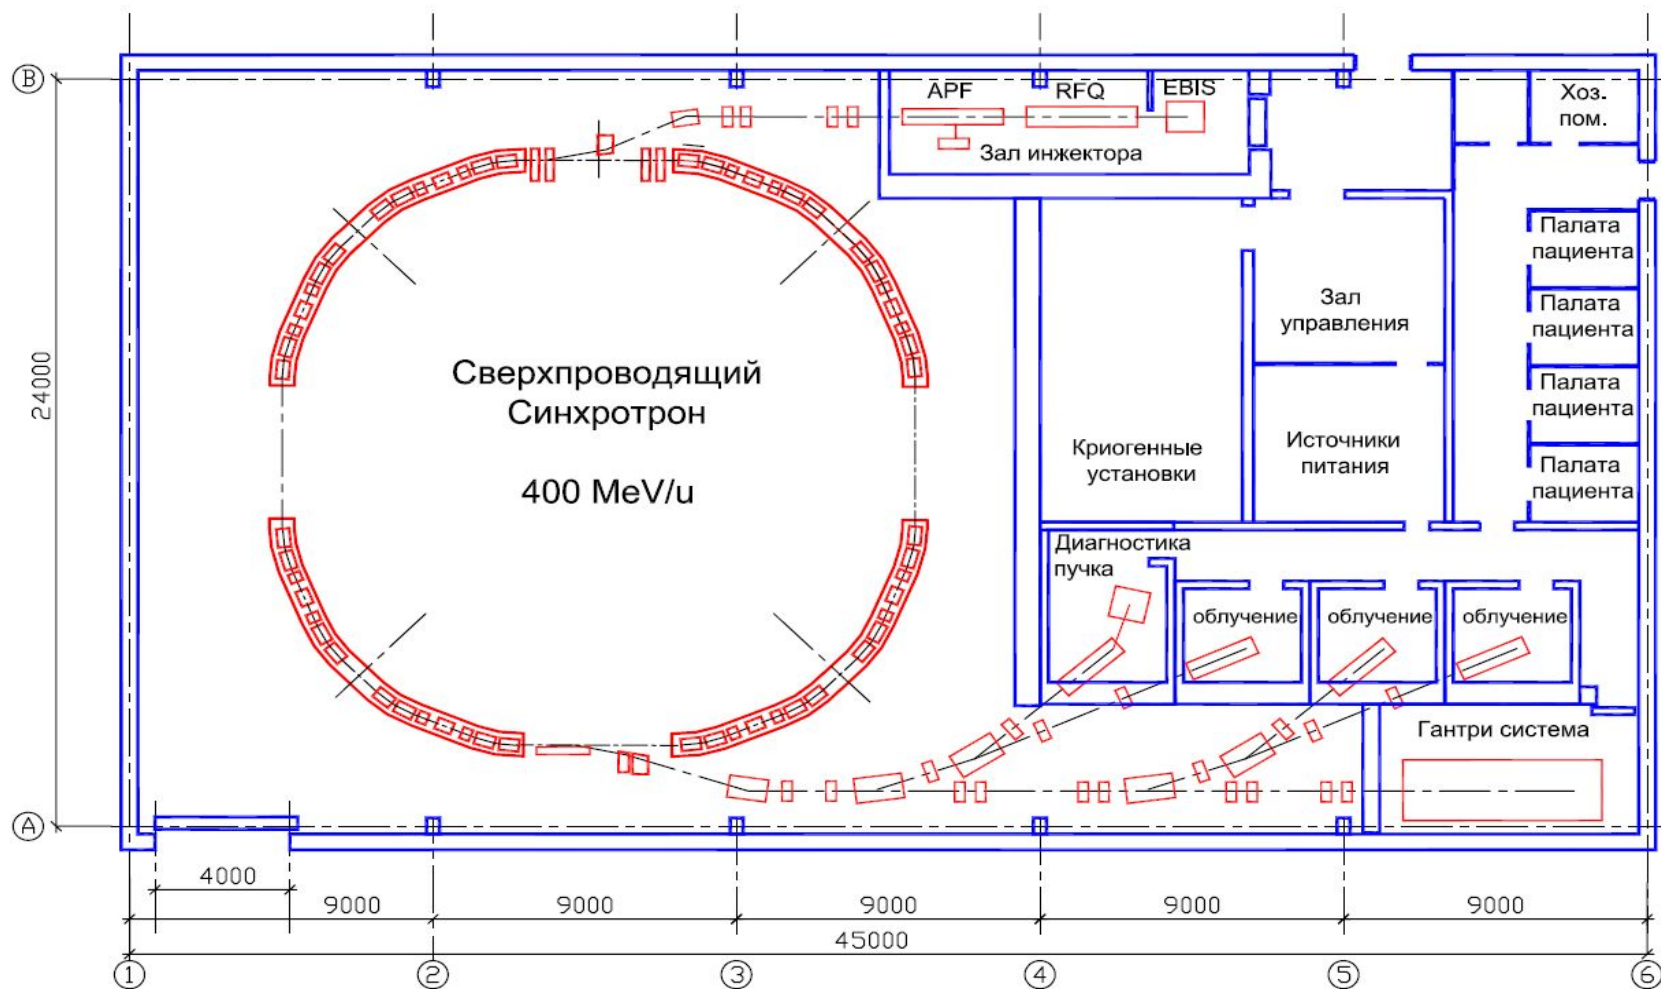 В
APF
RFQ
EBIS
Хоз.
пом.
Зал инжектора
Палата
пациента
Зал
управления
Палата
пациента
24000
Сверхпроводящий
Синхротрон
400 MeV/u
Палата
пациента
Криогенные
установки
Источники
питания
Палата
пациента
Диагностика
пучка
облучение
облучение
облучение
Гантри система
А
4000
9000
9000
9000
9000
9000
45000
1
2
3
4
5
6